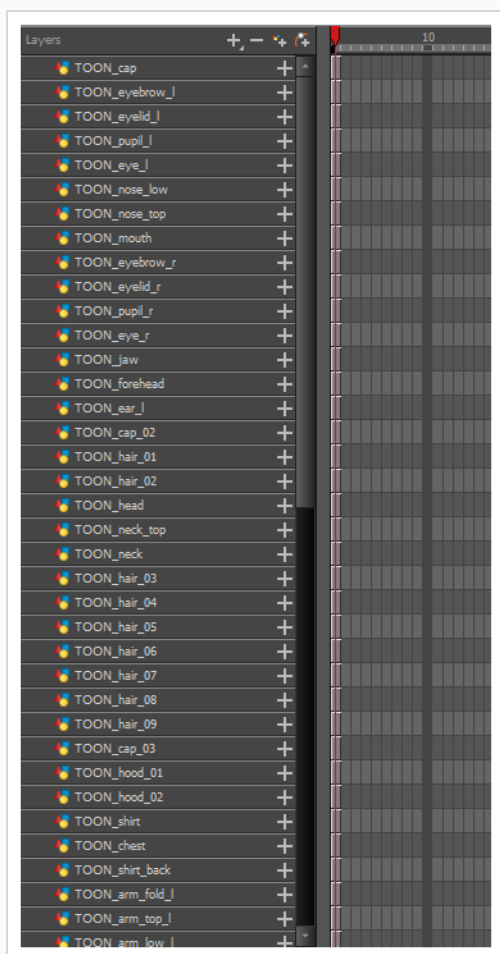 Layers
10
TOON_cap
TOON_eyebrow_l
TOON_eyelid_l
TOON_pupil_l
TOON_eye_l
TOON_nose_low
TOON_nose_top
TOON_mouth
TOON_eyebrow_r
TOON_eyelid_r
TOON_pupil_r
TOON_eye_r
TOON_jaw
TOON_forehead
TOON_ear_l
TOON_cap_02
TOON_hair_01
TOON_hair_02
TOON_head
TOON_neck_top
TOON_neck
TOON_hair_03
TOON_hair_04
TOON_hair_05
TOON_hair_06
TOON_hair_07
TOON_hair_08
TOON_hair_09
TOON_cap_03
TOON_hood_01
TOON_hood_02
TOON_shirt
TOON_chest
TOON_shirt_back
TOON_arm_fold_l
TOON_arm_top_l
TOON_arm_low_l